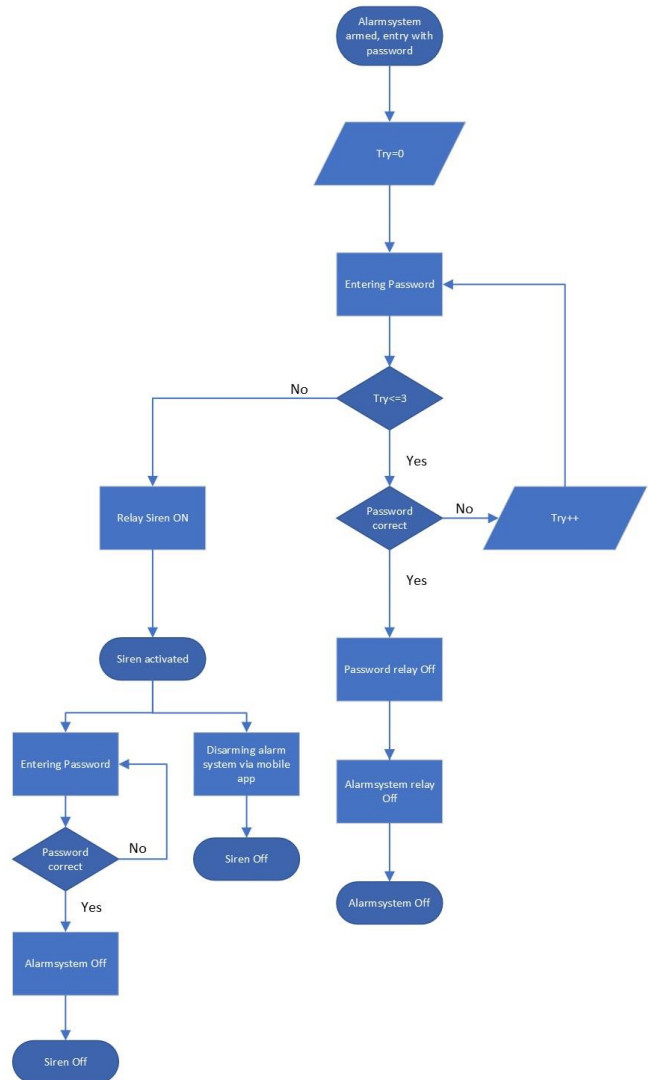 Alarmsystem
armed, entry with
password
Try=0
Entering Password
Try<=3
No
Yes
Relay Siren ON
Password
correct
No
Try++
Yes
Siren activated
Password relay Off
Entering Password
Disarming alarm
system via mobile
app
Alarmsystem relay
Off
Password
correct
No
Siren Off
Yes
Alarmsystem Off
Alarmsystem Off
Siren Off